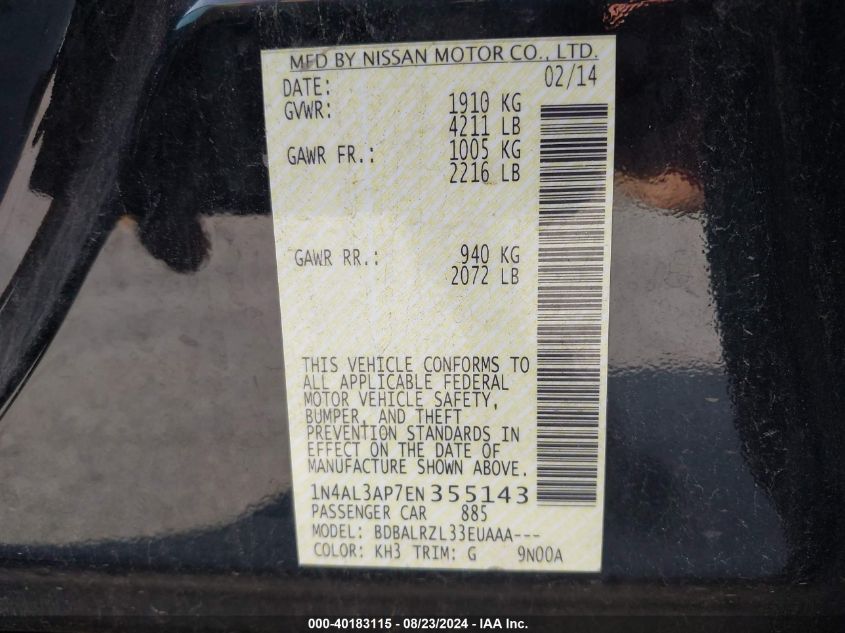 MFD BY NISSAN MOTOR CO., LTD.
DATE: 02/14
GVWR: 1910 KG
4211 LB
GAWR FR.: 1005 KG
2216 LB
GAWR RR.: 940 KG
2072 LB
THIS VEHICLE CONFORMS TO
ALL APPLICABLE FEDERAL
MOTOR VEHICLE SAFETY,
BUMPER, AND THEFT
PREVENTION STANDARDS IN
EFFECT ON THE DATE OF
MANUFACTURE SHOWN ABOVE.
1N4AL3AP7EN355143
PASSENGER CAR 885
MODEL: BDBALRZL33EUAAA---
COLOR: KH3 TRIM: G 9N00A
000-40183115 - 08/23/2024 - IAA Inc.